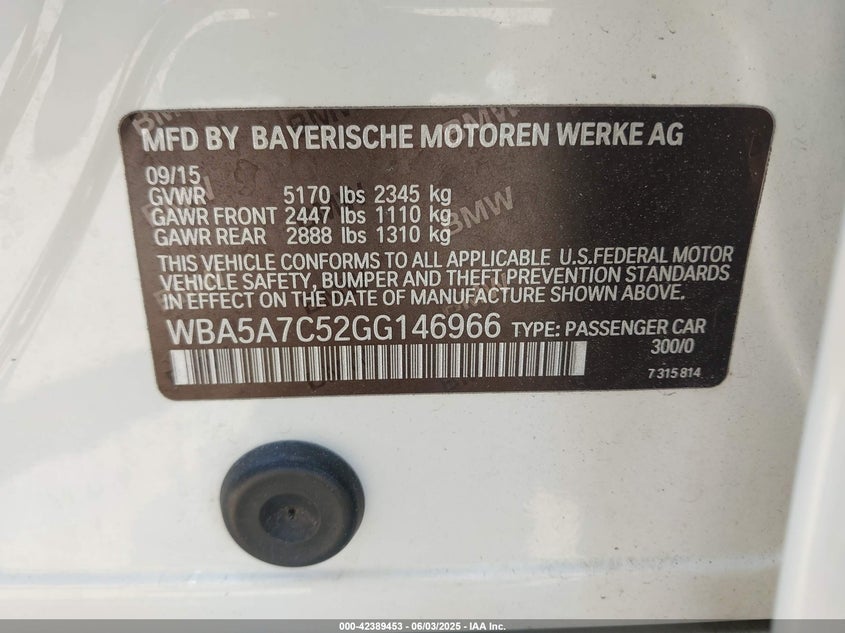 MFD BY BAYERISCHE MOTOREN WERKE AG
09/15
GVWR 5170 lbs 2345 kg
GAWR FRONT 2447 lbs 1110 kg
GAWR REAR 2888 lbs 1310 kg
THIS VEHICLE CONFORMS TO ALL APPLICABLE U.S.FEDERAL MOTOR
VEHICLE SAFETY, BUMPER AND THEFT PREVENTION STANDARDS
IN EFFECT ON THE DATE OF MANUFACTURE SHOWN ABOVE.
WBA5A7C52GG146966 TYPE: PASSENGER CAR
300/0
7 315 814
000-42389453 - 06/03/2025 - IAA Inc.